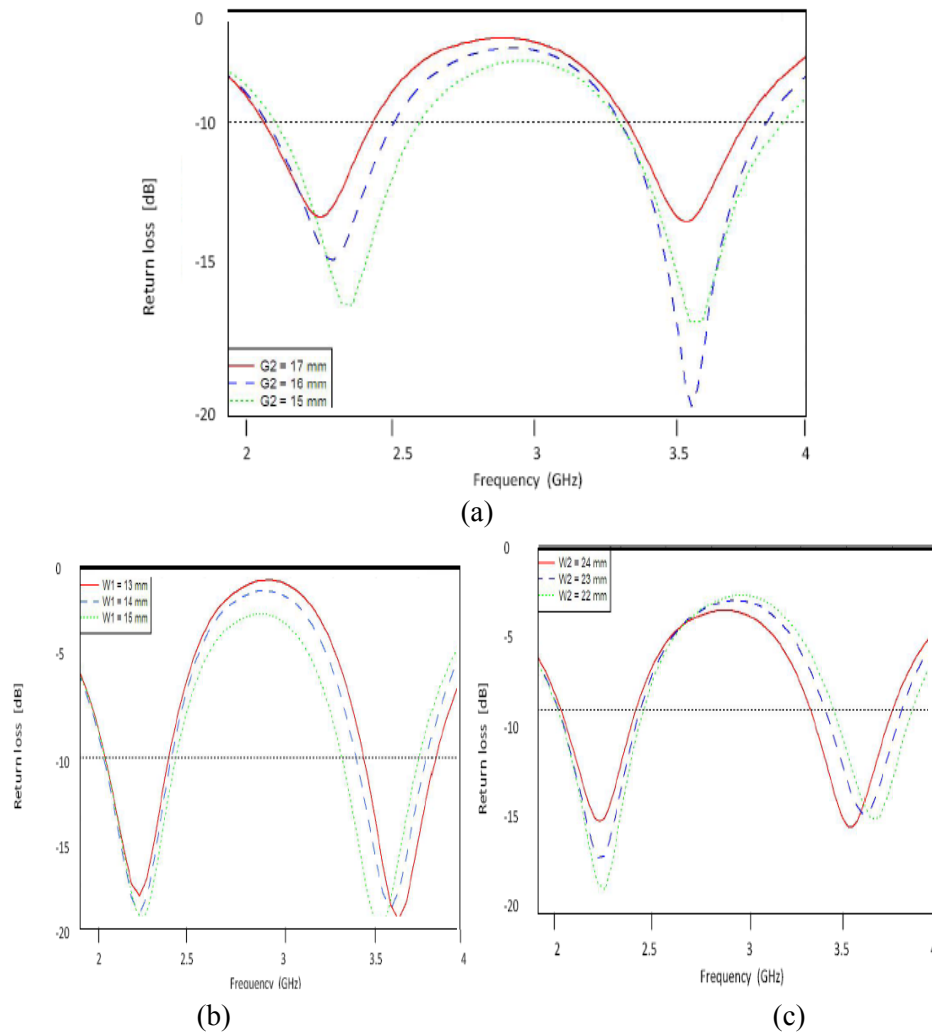 0
-10
-15
-20
Return loss [dB]
G2 = 17 mm
G2 = 16 mm
G2 = 15 mm
2 2.5 3 3.5 4
Frequency (GHz)
(a)
0
-5
-10
-15
-20
Return loss [dB]
W1 = 13 mm
W1 = 14 mm
W1 = 15 mm
2 2.5 3 3.5 4
Frequency (GHz)
(b)
0
-5
-10
-15
-20
Return loss [dB]
W2 = 24 mm
W2 = 23 mm
W2 = 22 mm
2 2.5 3 3.5 4
Frequency (GHz)
(c)